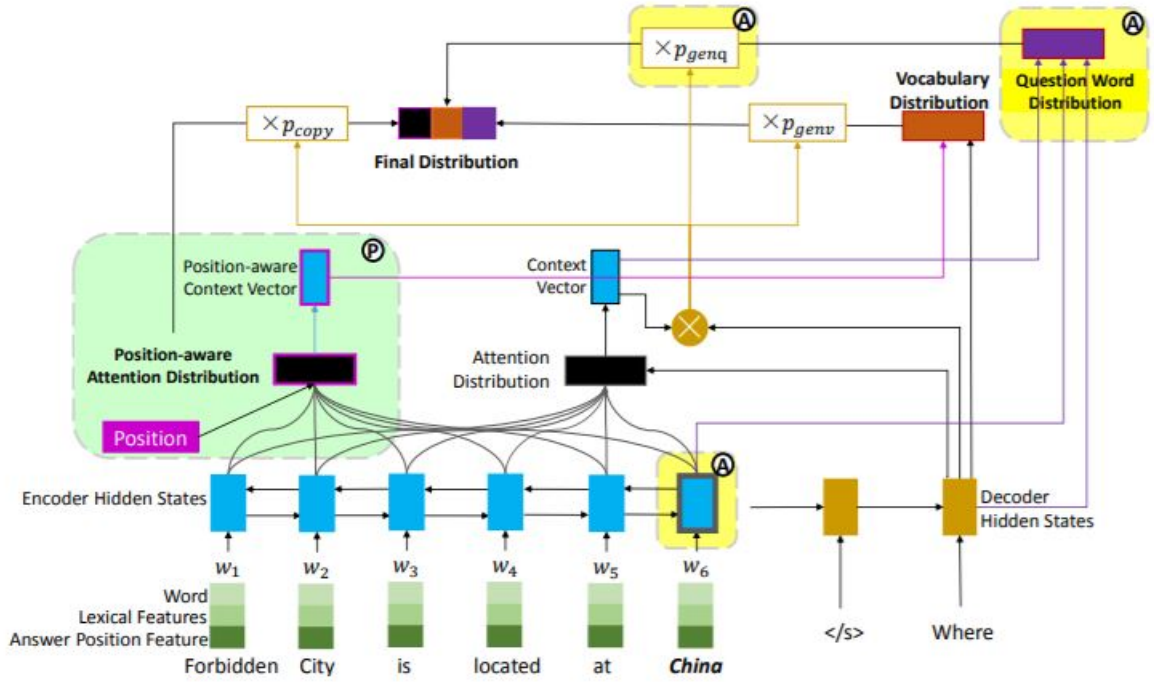 Ⓐ
Ⓐ
× p_genq
Vocabulary
Distribution
Question Word
Distribution
× p_copy
× p_genv
Final Distribution
Ⓟ
Position-aware
Context Vector
Context
Vector
Position-aware
Attention Distribution
Attention
Distribution
Position
Ⓐ
Encoder Hidden States
Decoder
Hidden States
w₁ w₂ w₃ w₄ w₅ w₆
Word
Lexical Features
Answer Position Feature
</s> Where
Forbidden City is located at China